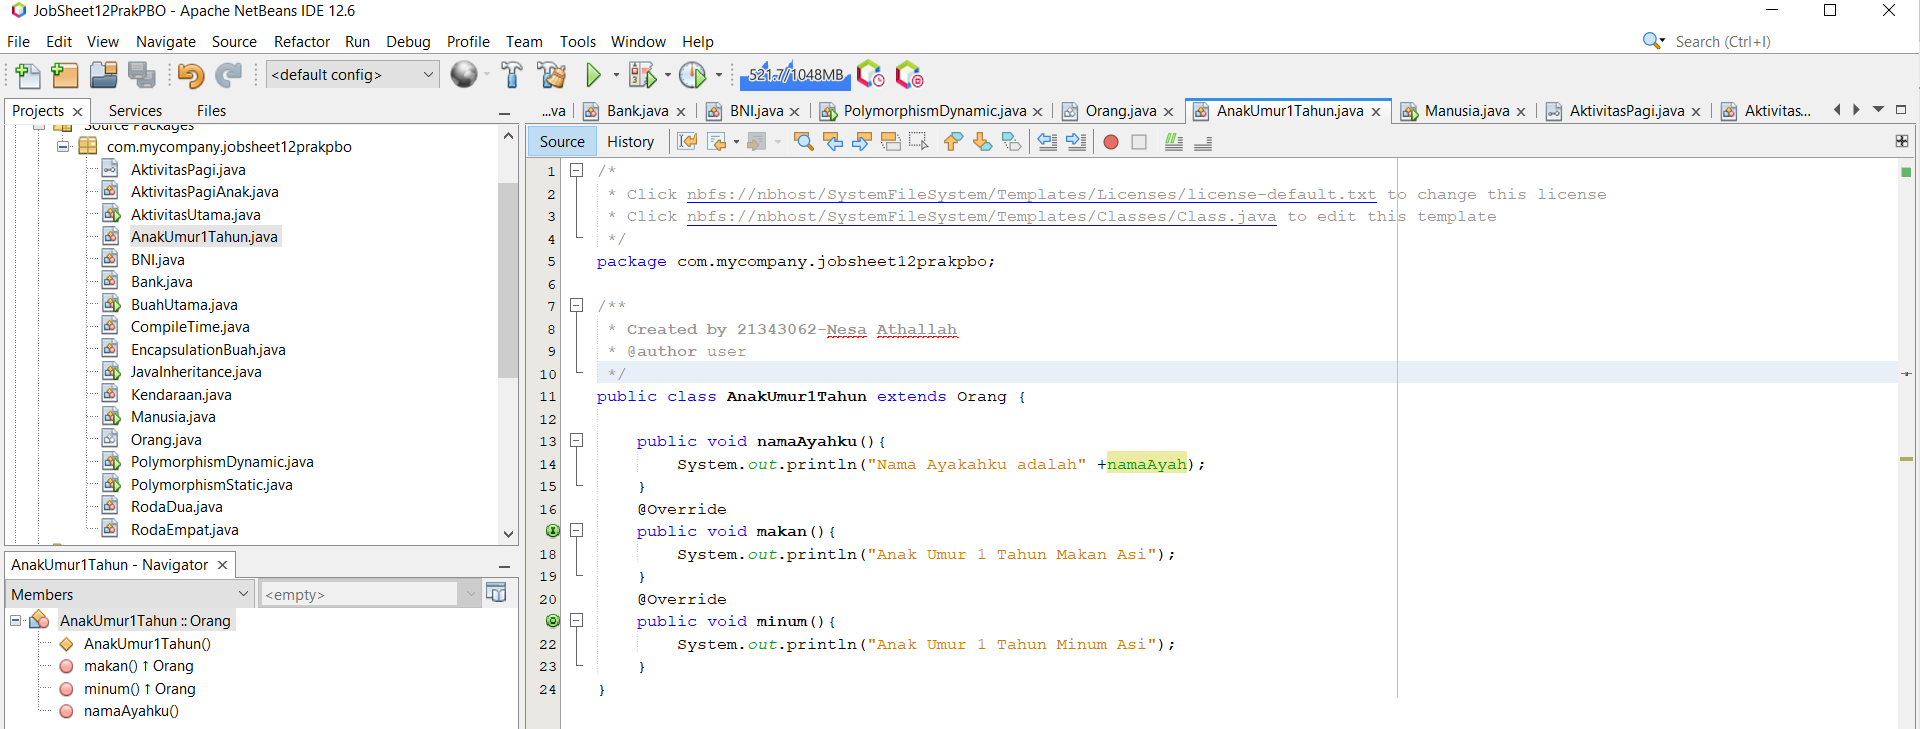 JobSheet12PrakPBO - Apache NetBeans IDE 12.6
File Edit View Navigate Source Refactor Run Debug Profile Team Tools Window Help
Search (Ctrl+I)
<default config>
521.7/1048MB
Projects Services Files
...va Bank.java BNI.java PolymorphismDynamic.java Orang.java AnakUmur1Tahun.java Manusia.java AktivitasPagi.java Aktivitas...
Source Packages
com.mycompany.jobsheet12prakpbo
AktivitasPagi.java
AktivitasPagiAnak.java
AktivitasUtama.java
AnakUmur1Tahun.java
BNI.java
Bank.java
BuahUtama.java
CompileTime.java
EncapsulationBuah.java
JavaInheritance.java
Kendaraan.java
Manusia.java
Orang.java
PolymorphismDynamic.java
PolymorphismStatic.java
RodaDua.java
RodaEmpat.java
AnakUmur1Tahun - Navigator
Members <empty>
AnakUmur1Tahun :: Orang
AnakUmur1Tahun()
makan() ↑ Orang
minum() ↑ Orang
namaAyahku()
Source History
1 /*
2 * Click nbfs://nbhost/SystemFileSystem/Templates/Licenses/license-default.txt to change this license
3 * Click nbfs://nbhost/SystemFileSystem/Templates/Classes/Class.java to edit this template
4 */
5 package com.mycompany.jobsheet12prakpbo;
6
7 /**
8 * Created by 21343062-Nesa Athallah
9 * @author user
10 */
11 public class AnakUmur1Tahun extends Orang {
12
13 public void namaAyahku(){
14 System.out.println("Nama Ayakahku adalah" +namaAyah);
15 }
16 @Override
public void makan(){
18 System.out.println("Anak Umur 1 Tahun Makan Asi");
19 }
20 @Override
public void minum(){
22 System.out.println("Anak Umur 1 Tahun Minum Asi");
23 }
24 }